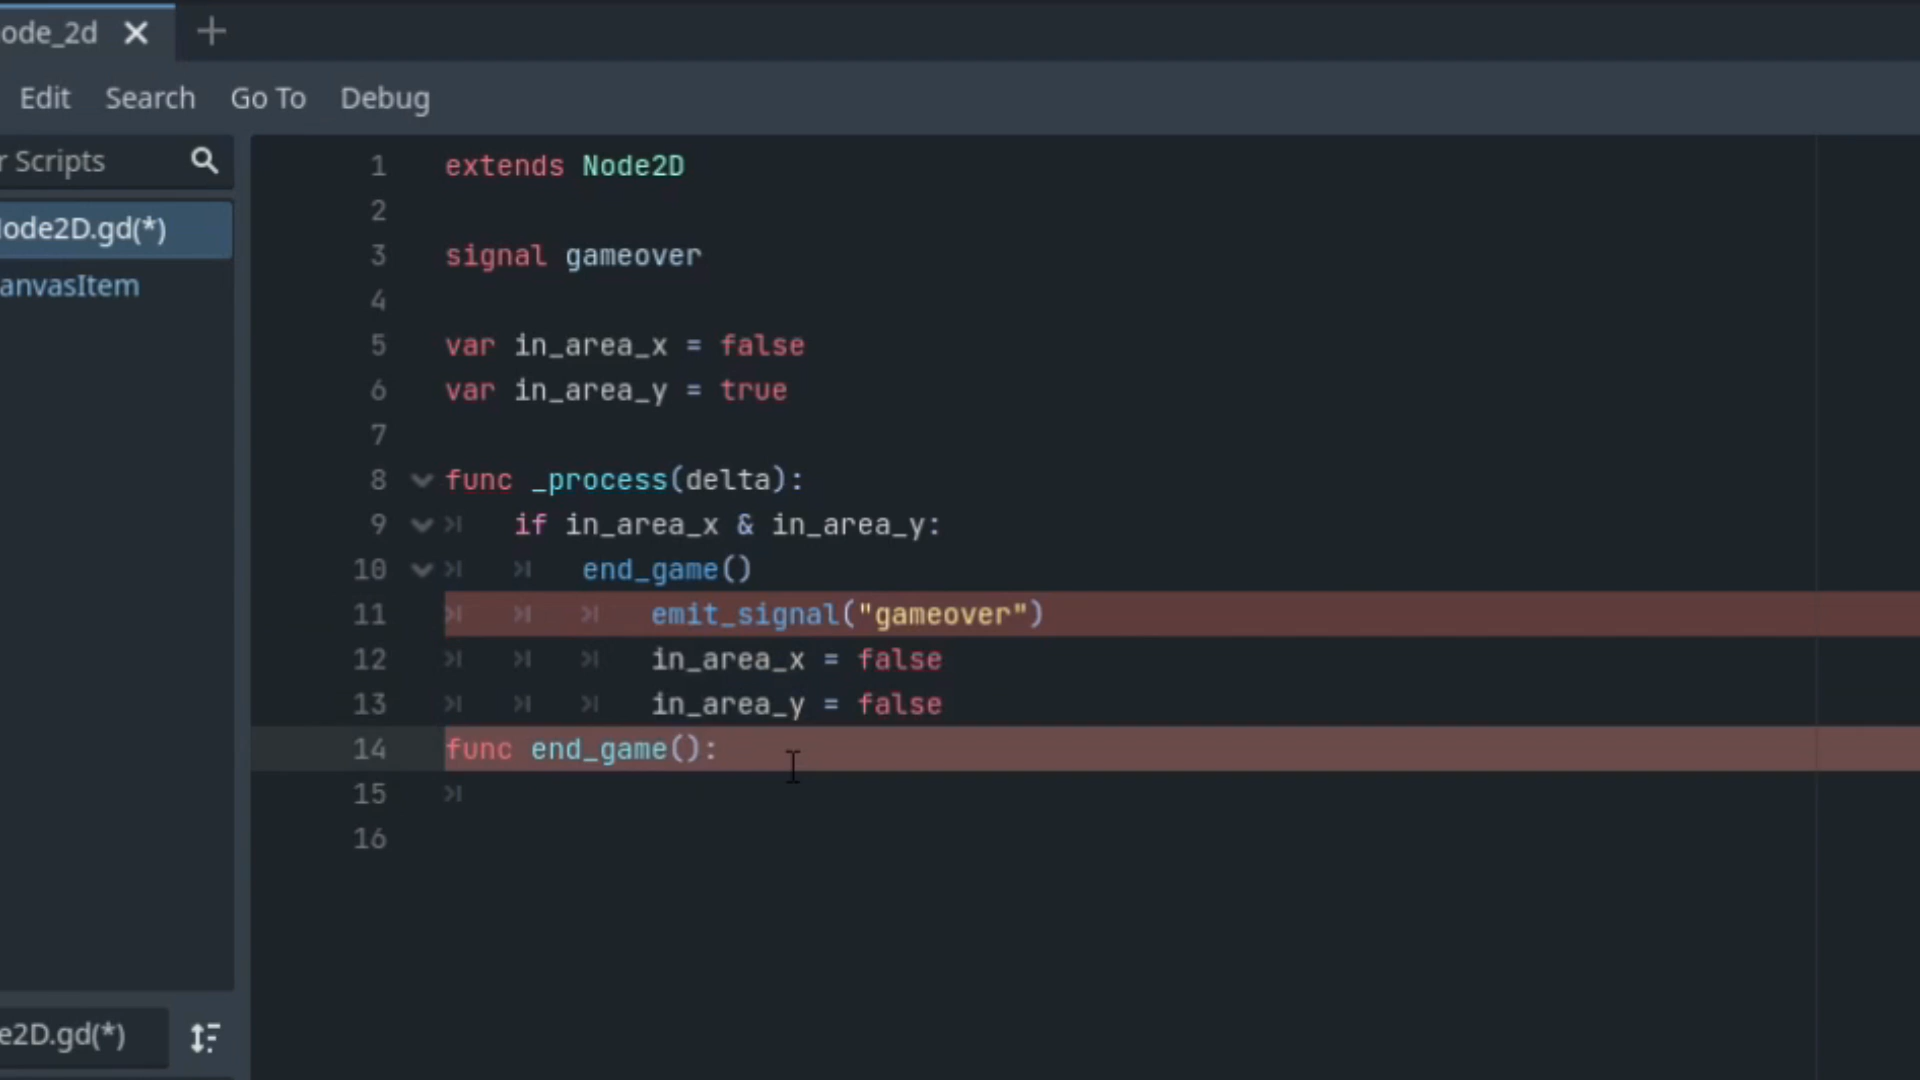 ode_2d
Edit Search Go To Debug
r Scripts
ode2D.gd(*)
anvasItem
1 extends Node2D
2
3 signal gameover
4
5 var in_area_x = false
6 var in_area_y = true
7
8 func _process(delta):
9 if in_area_x & in_area_y:
10 end_game()
11 emit_signal("gameover")
12 in_area_x = false
13 in_area_y = false
14 func end_game():
15
16
e2D.gd(*)